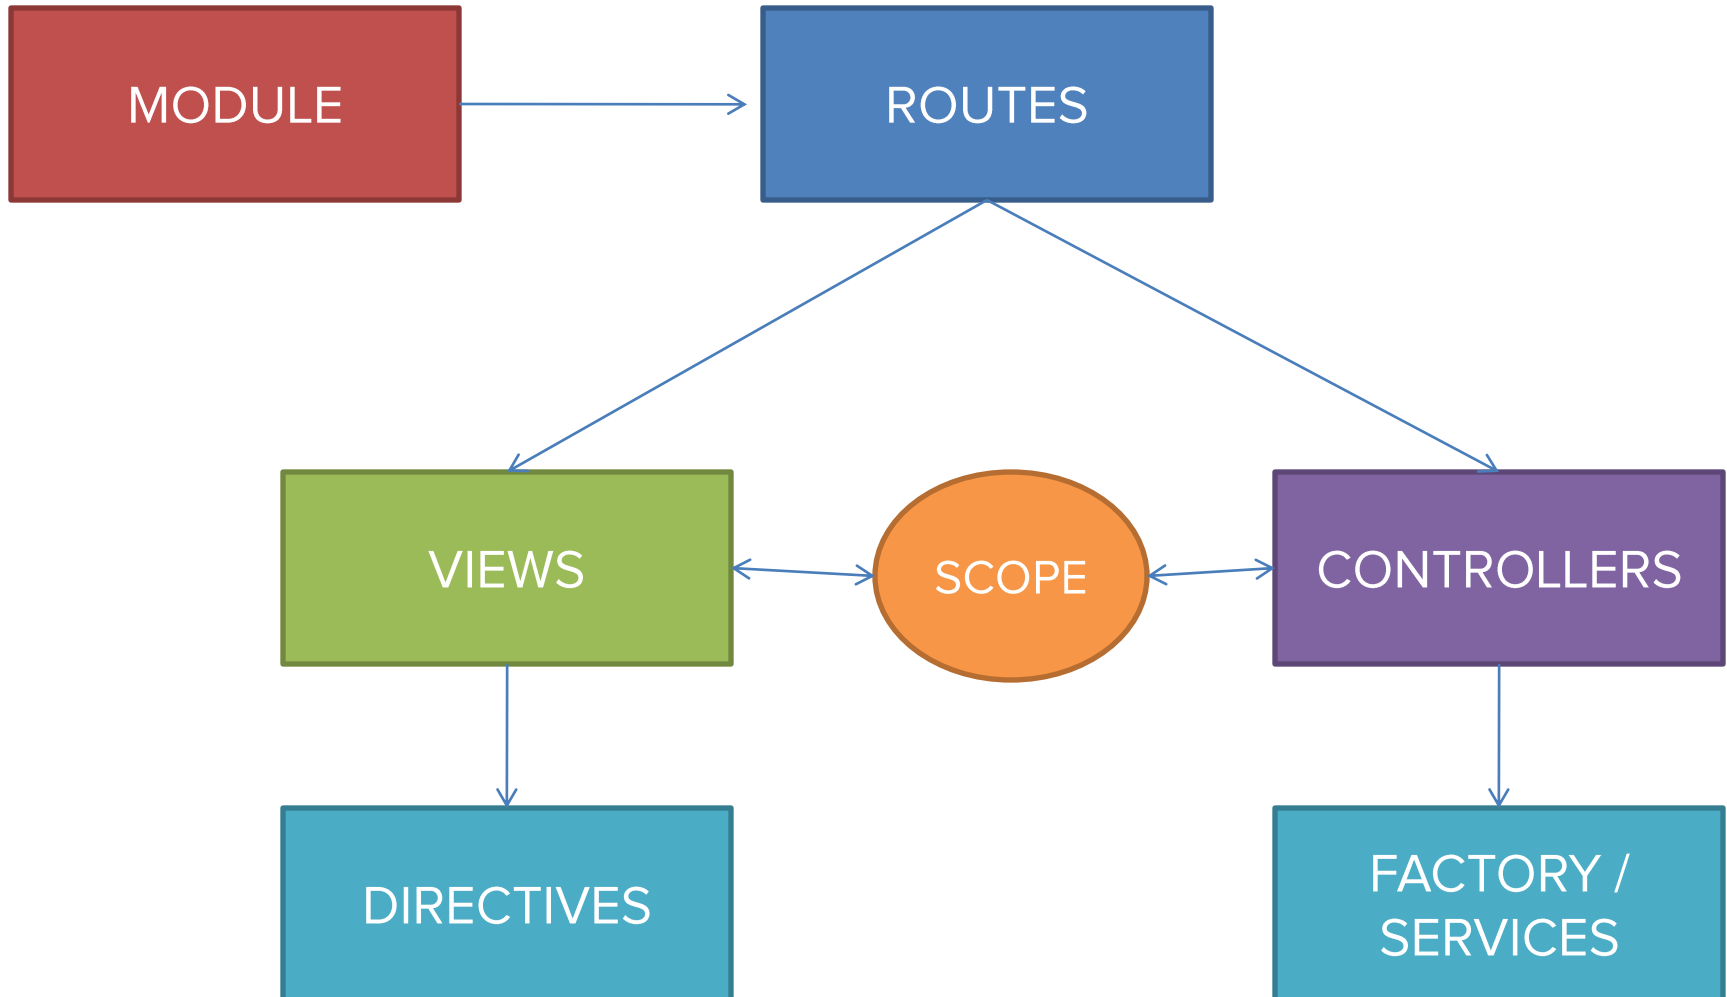 MODULE
ROUTES
VIEWS
SCOPE
CONTROLLERS
DIRECTIVES
FACTORY /
SERVICES